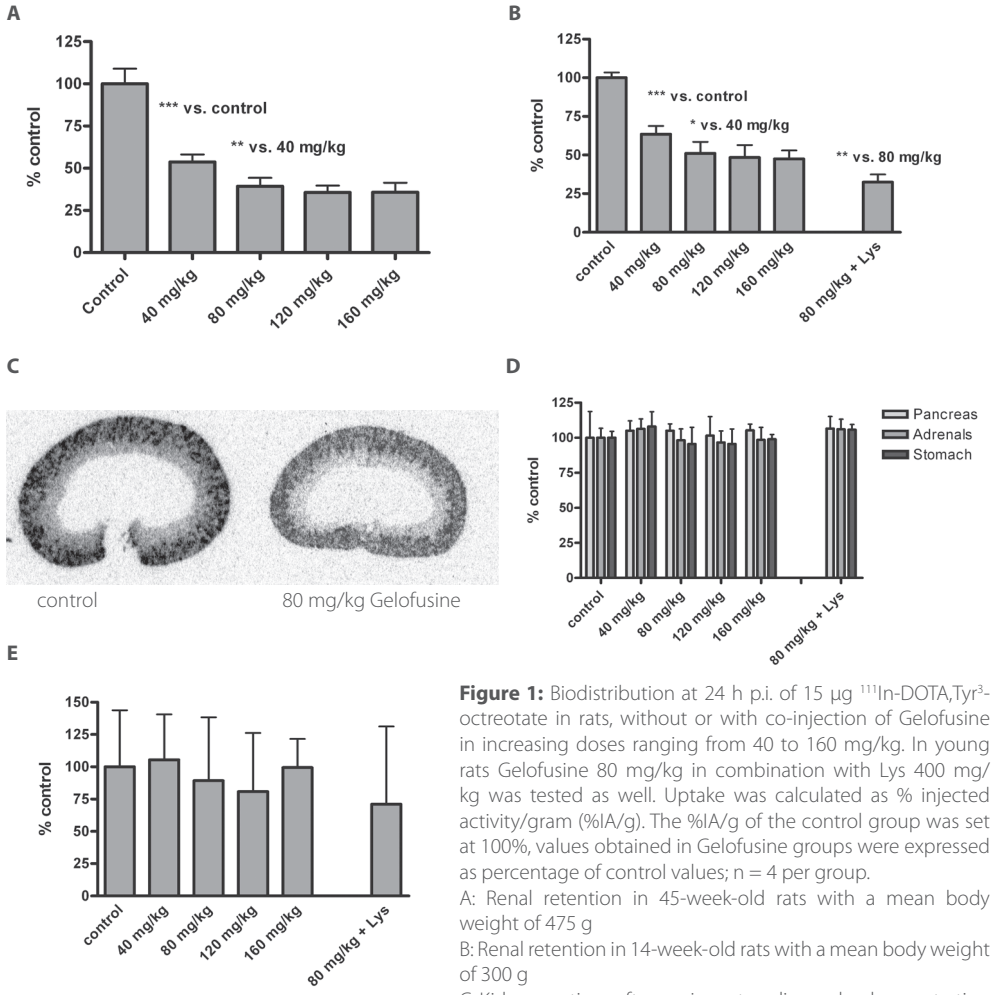 A
125
100
75
50
25
0
% control
*** vs. control
** vs. 40 mg/kg
Control
40 mg/kg
80 mg/kg
120 mg/kg
160 mg/kg
B
125
100
75
50
25
0
% control
*** vs. control
* vs. 40 mg/kg
** vs. 80 mg/kg
control
40 mg/kg
80 mg/kg
120 mg/kg
160 mg/kg
80 mg/kg + Lys
C
control
80 mg/kg Gelofusine
D
125
100
75
50
25
0
% control
Pancreas
Adrenals
Stomach
control
40 mg/kg
80 mg/kg
120 mg/kg
160 mg/kg
80 mg/kg + Lys
E
150
125
100
75
50
25
0
% control
control
40 mg/kg
80 mg/kg
120 mg/kg
160 mg/kg
80 mg/kg + Lys
Figure 1: Biodistribution at 24 h p.i. of 15 µg ¹¹¹In-DOTA,Tyr³-
octreotate in rats, without or with co-injection of Gelofusine
in increasing doses ranging from 40 to 160 mg/kg. In young
rats Gelofusine 80 mg/kg in combination with Lys 400 mg/
kg was tested as well. Uptake was calculated as % injected
activity/gram (%IA/g). The %IA/g of the control group was set
at 100%, values obtained in Gelofusine groups were expressed
as percentage of control values; n = 4 per group.
A: Renal retention in 45-week-old rats with a mean body
weight of 475 g
B: Renal retention in 14-week-old rats with a mean body weight
of 300 g